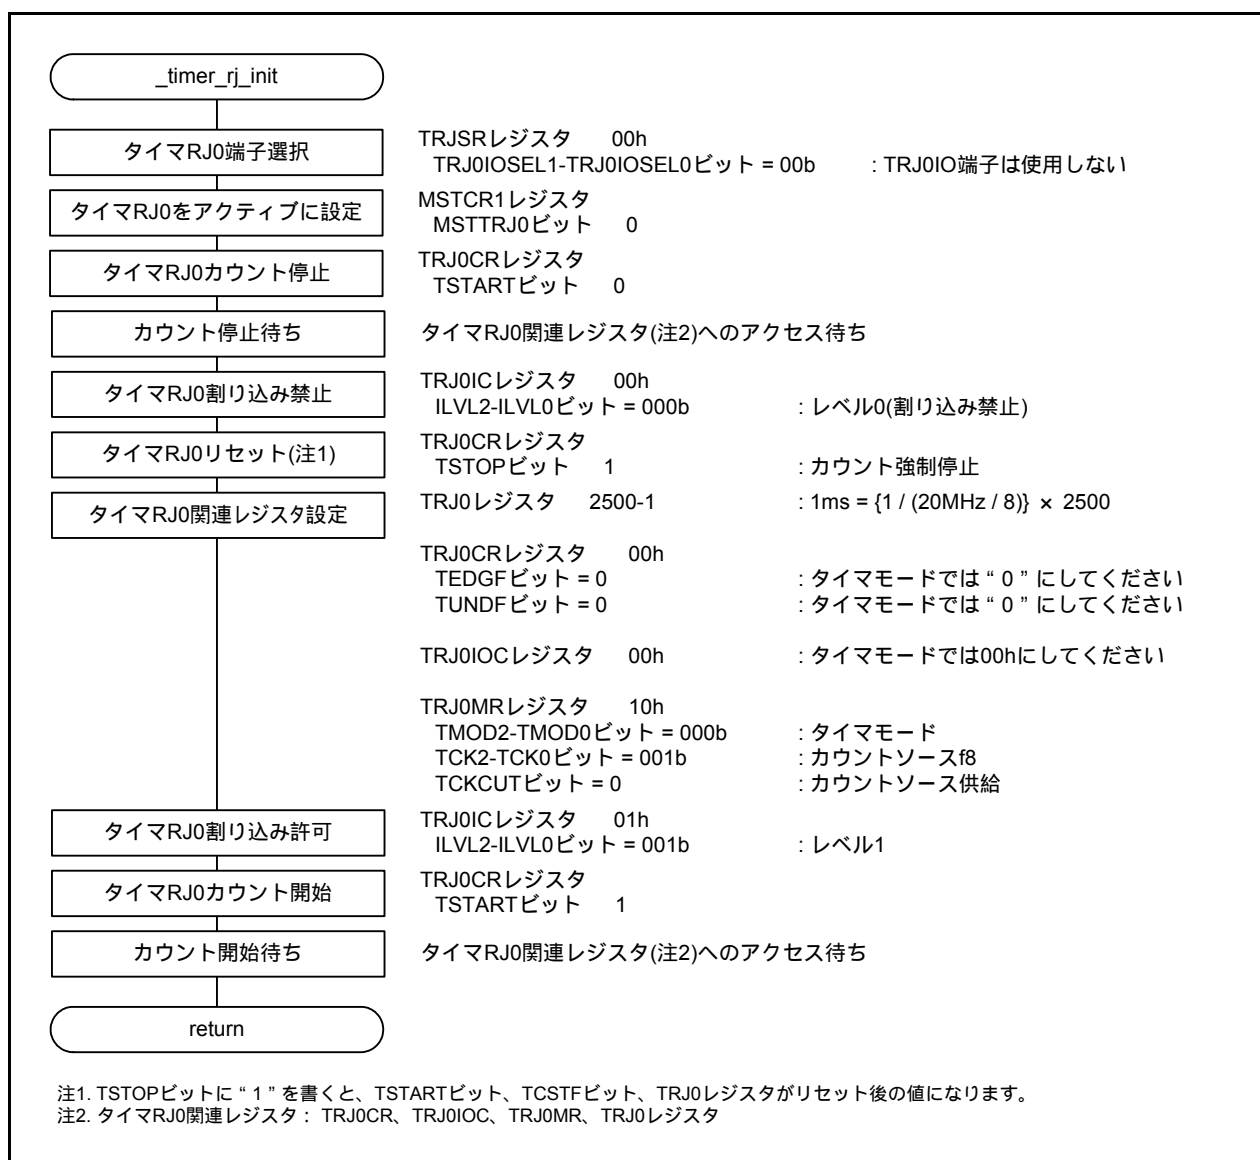 _timer_rj_init
タイマRJ0端子選択
TRJSRレジスタ 00h
TRJ0IOSEL1-TRJ0IOSEL0ビット = 00b : TRJ0IO端子は使用しない
タイマRJ0をアクティブに設定
MSTCR1レジスタ
MSTTRJ0ビット 0
タイマRJ0カウント停止
TRJ0CRレジスタ
TSTARTビット 0
カウント停止待ち
タイマRJ0関連レジスタ(注2)へのアクセス待ち
タイマRJ0割り込み禁止
TRJ0ICレジスタ 00h
ILVL2-ILVL0ビット = 000b : レベル0(割り込み禁止)
タイマRJ0リセット(注1)
TRJ0CRレジスタ
TSTOPビット 1 : カウント強制停止
タイマRJ0関連レジスタ設定
TRJ0レジスタ 2500-1 : 1ms = {1 / (20MHz / 8)} × 2500
TRJ0CRレジスタ 00h
TEDGFビット = 0 : タイマモードでは“0”にしてください
TUNDFビット = 0 : タイマモードでは“0”にしてください
TRJ0IOCレジスタ 00h : タイマモードでは00hにしてください
TRJ0MRレジスタ 10h
TMOD2-TMOD0ビット = 000b : タイマモード
TCK2-TCK0ビット = 001b : カウントソースf8
TCKCUTビット = 0 : カウントソース供給
タイマRJ0割り込み許可
TRJ0ICレジスタ 01h
ILVL2-ILVL0ビット = 001b : レベル1
タイマRJ0カウント開始
TRJ0CRレジスタ
TSTARTビット 1
カウント開始待ち
タイマRJ0関連レジスタ(注2)へのアクセス待ち
return
注1. TSTOPビットに“1”を書くと、TSTARTビット、TCSTFビット、TRJ0レジスタがリセット後の値になります。
注2. タイマRJ0関連レジスタ： TRJ0CR、TRJ0IOC、TRJ0MR、TRJ0レジスタ